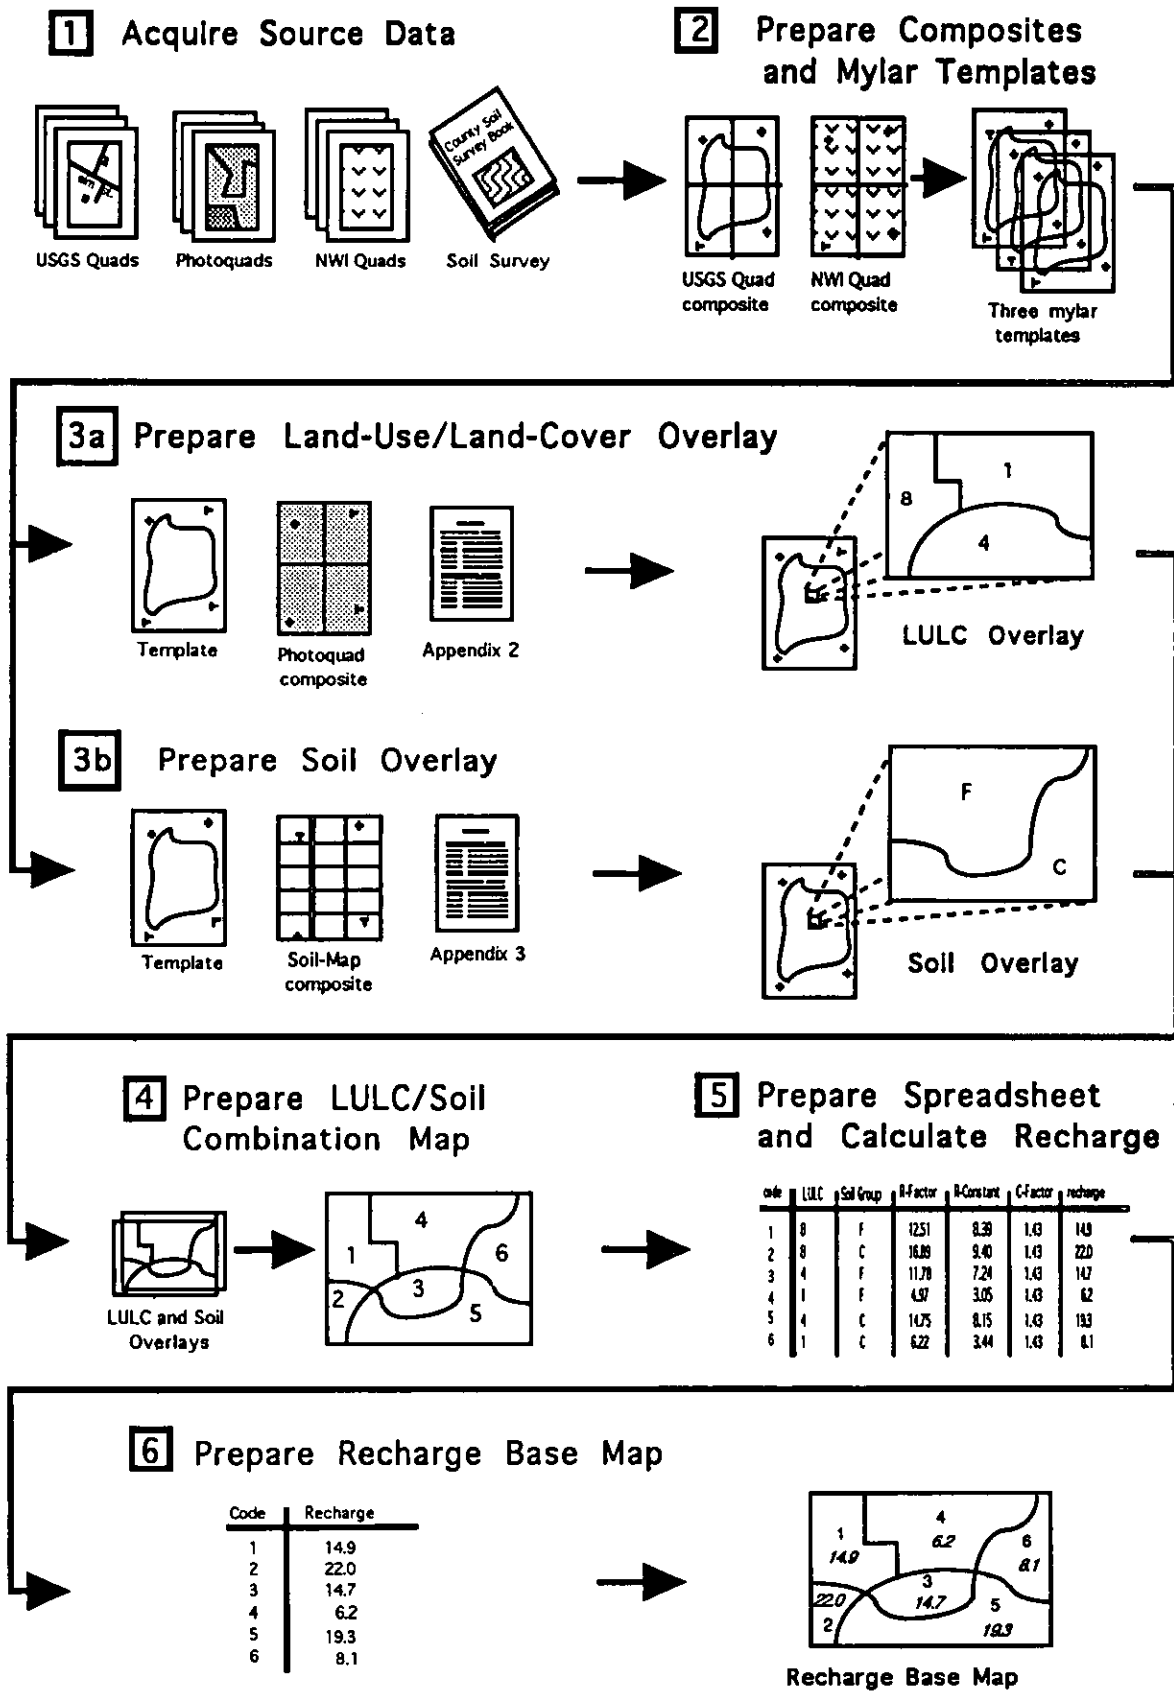 1 Acquire Source Data
2 Prepare Composites
and Mylar Templates
County Soil
Survey Book
USGS Quads
Photoquads
NWI Quads
Soil Survey
USGS Quad
composite
NWI Quad
composite
Three mylar
templates
3a Prepare Land-Use/Land-Cover Overlay
Template
Photoquad
composite
Appendix 2
8
1
4
LULC Overlay
3b Prepare Soil Overlay
Template
Soil-Map
composite
Appendix 3
F
C
Soil Overlay
4 Prepare LULC/Soil
Combination Map
LULC and Soil
Overlays
4
1
6
2
3
5
5 Prepare Spreadsheet
and Calculate Recharge
code LULC Soil Group R-Factor R-Constant C-Factor recharge
1 8 F 12.51 8.39 1.43 14.9
2 8 C 16.89 9.40 1.43 22.0
3 4 F 11.78 7.24 1.43 14.7
4 1 F 4.97 3.05 1.43 6.2
5 4 C 14.75 8.15 1.43 19.3
6 1 C 6.22 3.44 1.43 8.1
6 Prepare Recharge Base Map
Code Recharge
1 14.9
2 22.0
3 14.7
4 6.2
5 19.3
6 8.1
4
6.2
1
14.9
6
8.1
3
14.7
22.0
2
5
19.3
Recharge Base Map